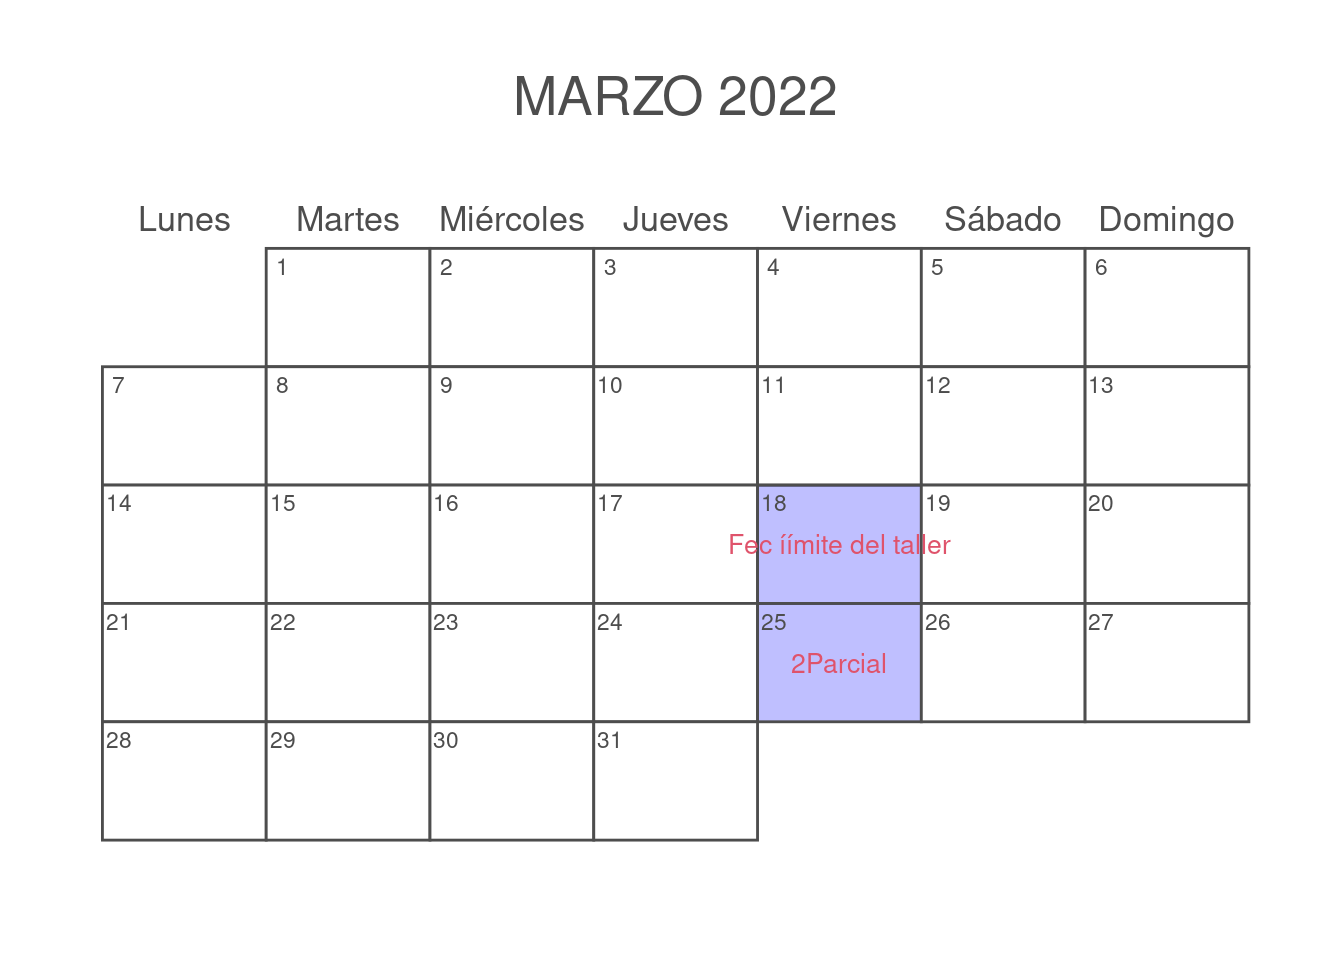 MARZO 2022
Lunes Martes Miércoles Jueves Viernes Sábado Domingo
1 2 3 4 5 6
7 8 9 10 11 12 13
14 15 16 17 18 19 20
Fec íímite del taller
21 22 23 24 25 26 27
2Parcial
28 29 30 31